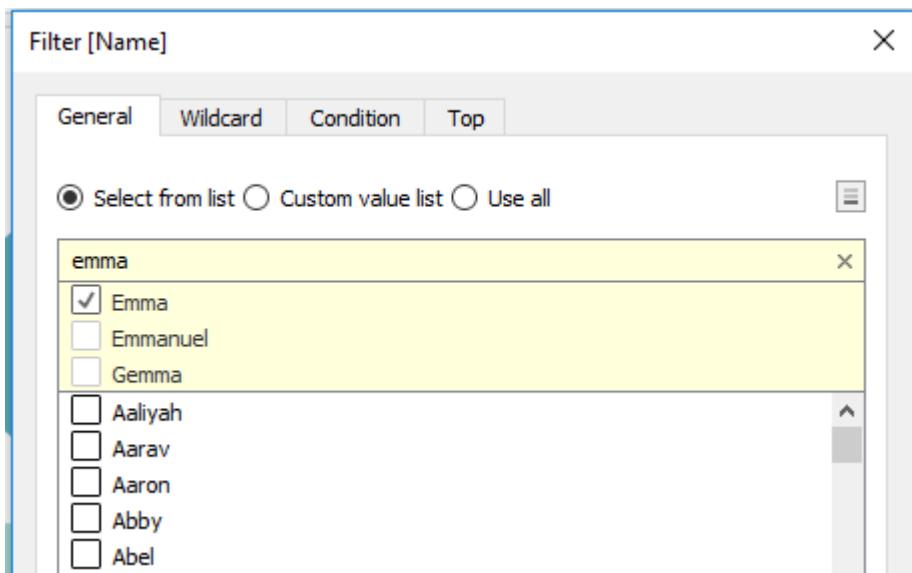 Filter [Name]
General Wildcard Condition Top
Select from list Custom value list Use all
emma
Emma
Emmanuel
Gemma
Aaliyah
Aarav
Aaron
Abby
Abel